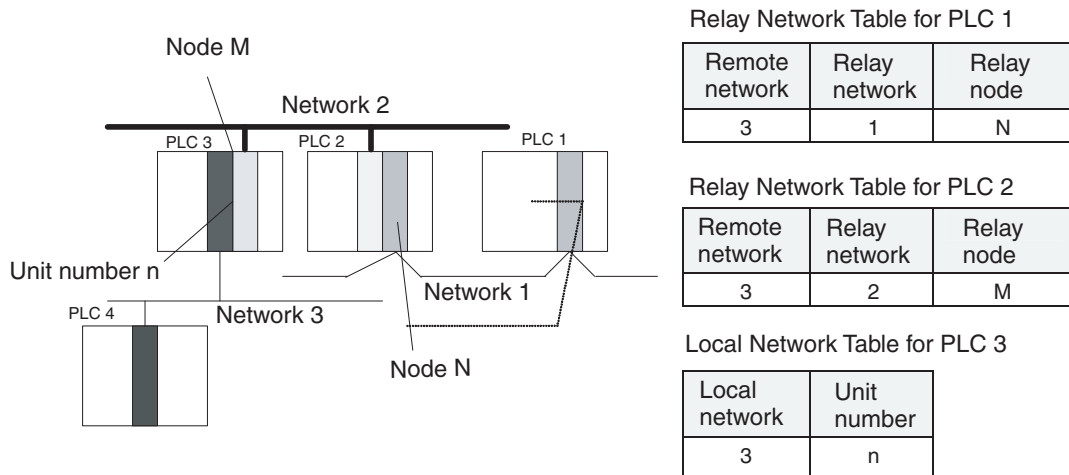 Node M
Network 2
PLC 3
PLC 2
PLC 1
Unit number n
Network 1
PLC 4
Network 3
Node N
Relay Network Table for PLC 1
Remote network
Relay network
Relay node
3
1
N
Relay Network Table for PLC 2
Remote network
Relay network
Relay node
3
2
M
Local Network Table for PLC 3
Local network
Unit number
3
n